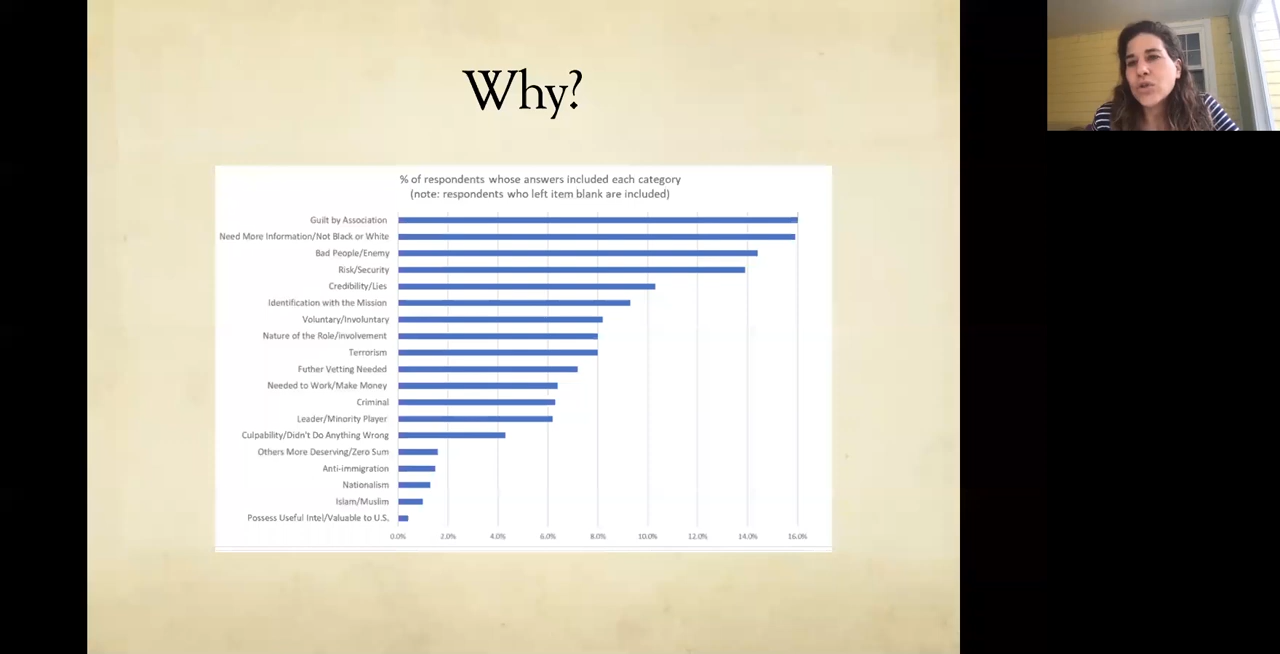 Why?
% of respondents whose answers included each category
(note: respondents who left item blank are included)
Guilt by Association
Need More Information/Not Black or White
Bad People/Enemy
Risk/Security
Credibility/Lies
Identification with the Mission
Voluntary/Involuntary
Nature of the Role/involvement
Terrorism
Futher Vetting Needed
Needed to Work/Make Money
Criminal
Leader/Minority Player
Culpability/Didn't Do Anything Wrong
Others More Deserving/Zero Sum
Anti-immigration
Nationalism
Islam/Muslim
Possess Useful Intel/Valuable to U.S.
0.0% 2.0% 4.0% 6.0% 8.0% 10.0% 12.0% 14.0% 16.0%